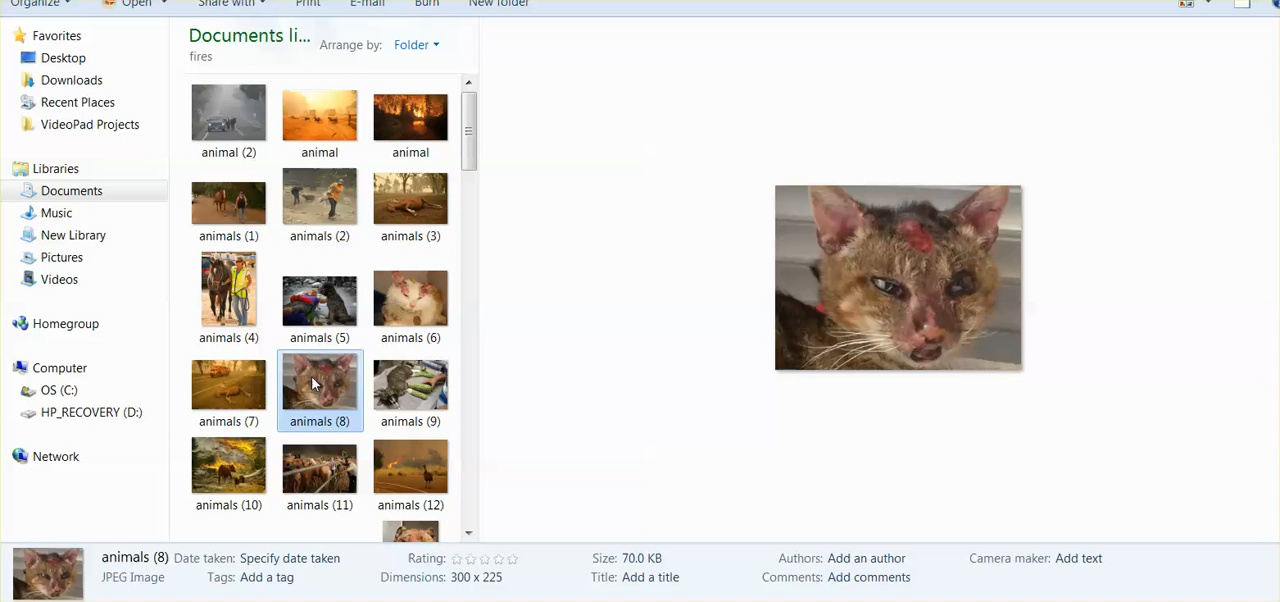 Organize Open Share with Print E-mail Burn New folder
Favorites
Desktop
Downloads
Recent Places
VideoPad Projects
Libraries
Documents
Music
New Library
Pictures
Videos
Homegroup
Computer
OS (C:)
HP_RECOVERY (D:)
Network
Documents li...
fires
Arrange by: Folder
animal (2) animal animal
animals (1) animals (2) animals (3)
animals (4) animals (5) animals (6)
animals (7) animals (8) animals (9)
animals (10) animals (11) animals (12)
animals (8) Date taken: Specify date taken Rating: Size: 70.0 KB Authors: Add an author Camera maker: Add text
JPEG Image Tags: Add a tag Dimensions: 300 x 225 Title: Add a title Comments: Add comments